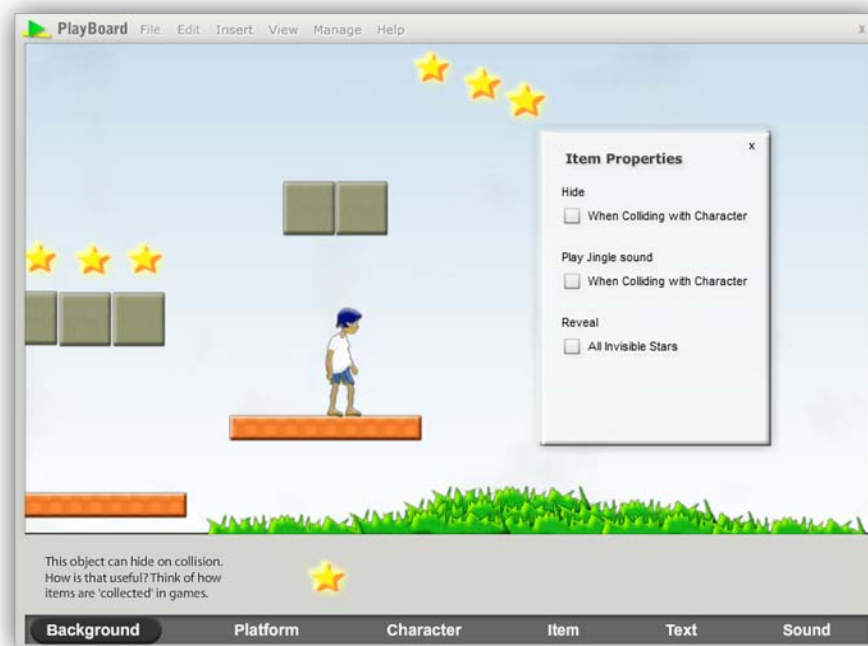 PlayBoard File Edit Insert View Manage Help x
x
Item Properties
Hide
When Colliding with Character
Play Jingle sound
When Colliding with Character
Reveal
All Invisible Stars
This object can hide on collision.
How is that useful? Think of how
items are 'collected' in games.
Background Platform Character Item Text Sound